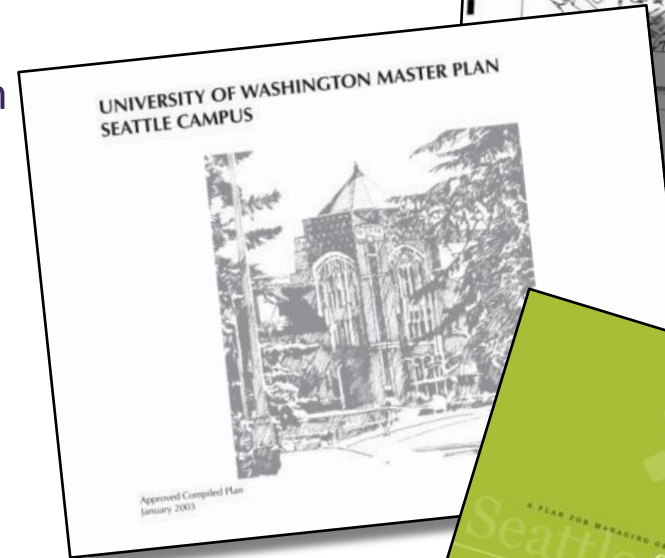 n
UNIVERSITY OF WASHINGTON MASTER PLAN
SEATTLE CAMPUS
Approved Compiled Plan
January 2003
A PLAN FOR MANAGING
Seattle